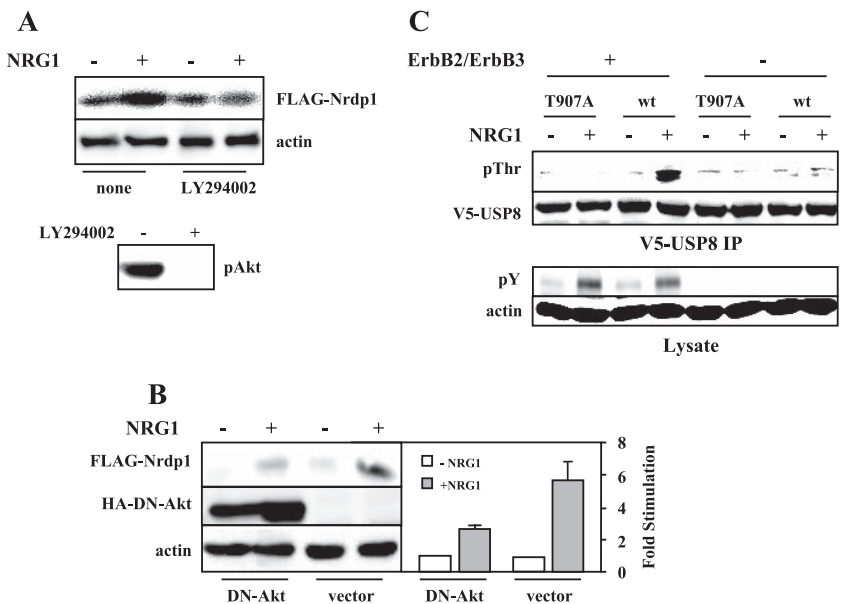 A
NRG1 - + - +
FLAG-Nrdp1
actin
none LY294002
LY294002 - +
pAkt
C
ErbB2/ErbB3 + -
T907A wt T907A wt
NRG1 - + - + - + - +
pThr
V5-USP8
V5-USP8 IP
pY
actin
Lysate
B
NRG1 - + - +
FLAG-Nrdp1
HA-DN-Akt
actin
DN-Akt vector
- NRG1
+NRG1
8
6
4
2
0
Fold Stimulation
DN-Akt vector